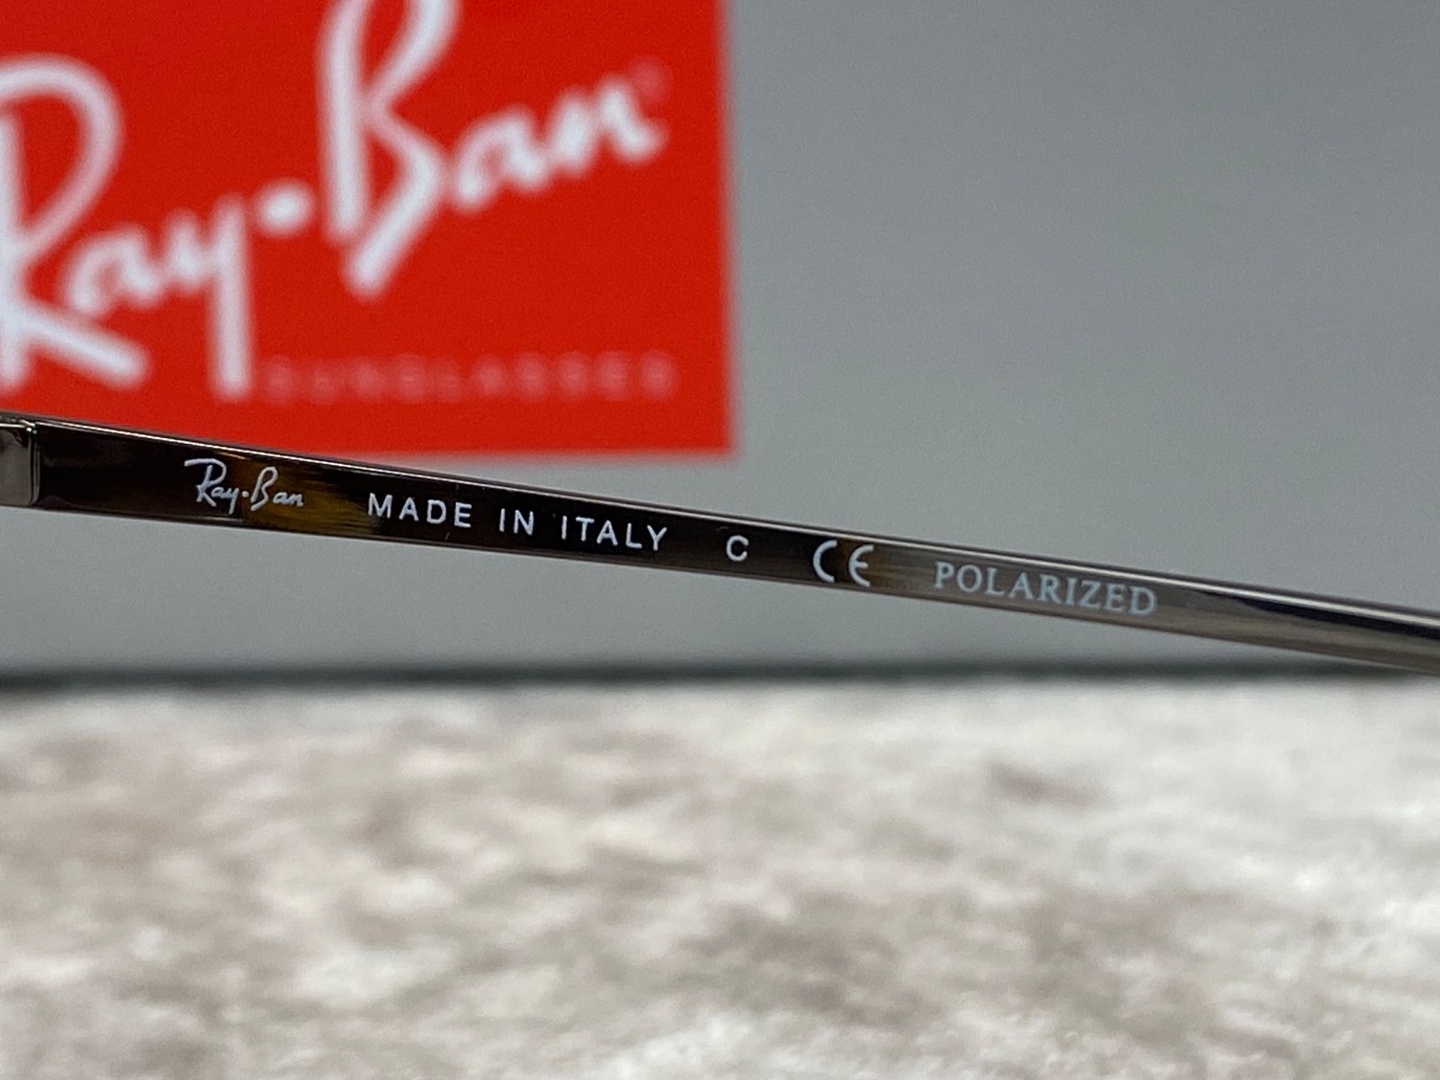 Ray-Ban
SUNGLASSES
Ray-Ban MADE IN ITALY C CE POLARIZED